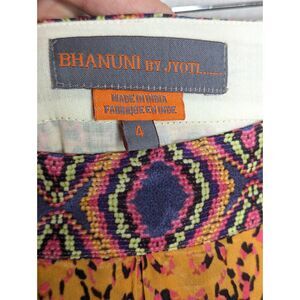 BHANUNI BY JYOTI......
MADE IN INDIA
FABRIQUE EN INDE
4